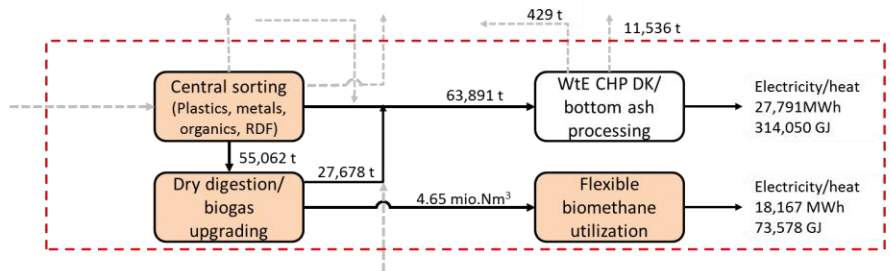 429 t
11,536 t
Central sorting
(Plastics, metals,
organics, RDF)
63,891 t
WtE CHP DK/
bottom ash
processing
Electricity/heat
27,791MWh
314,050 GJ
55,062 t
27,678 t
Dry digestion/
biogas
upgrading
4.65 mio.Nm³
Flexible
biomethane
utilization
Electricity/heat
18,167 MWh
73,578 GJ